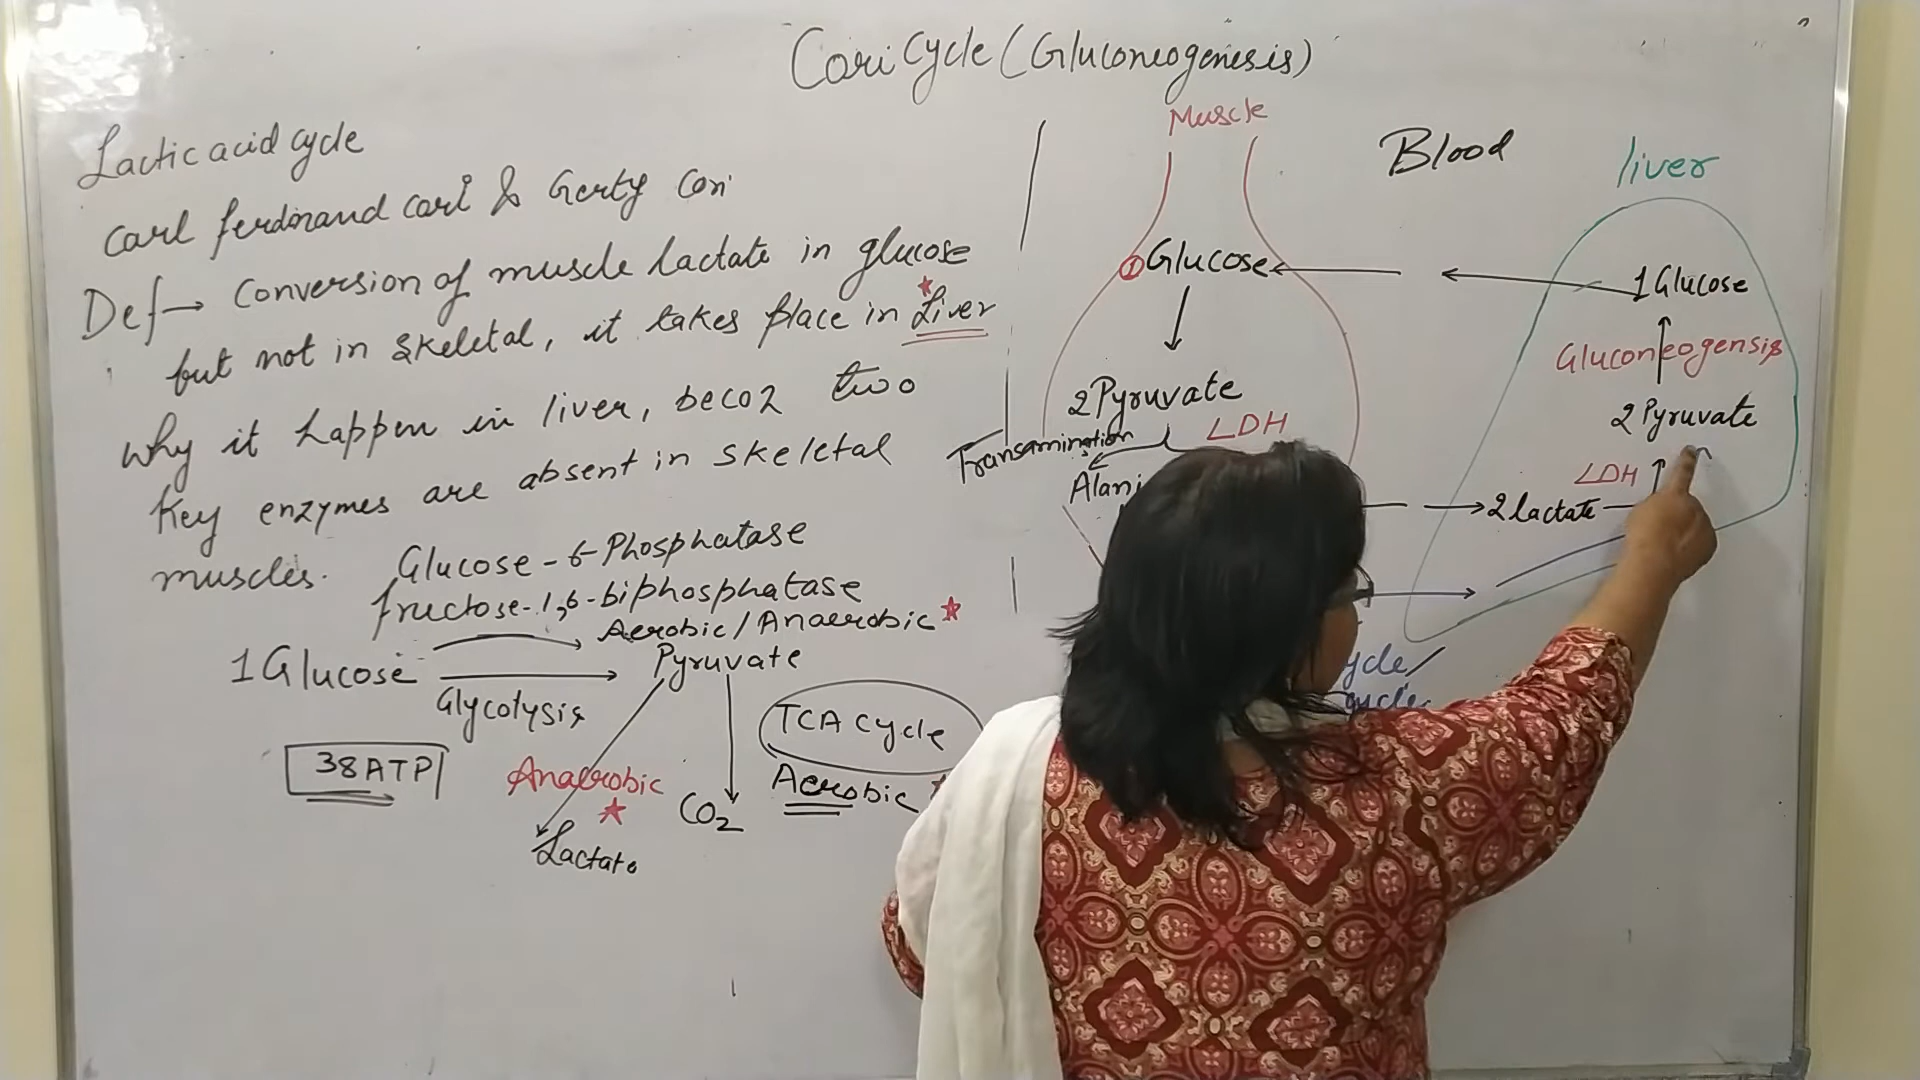 Cori Cycle (Gluconeogenesis)
Lactic acid cycle
Carl ferdinand cori & Gerty Cori
Def → Conversion of muscle lactate in glucose
but not in skeletal, it takes place in Liver
Why it happen in liver, becoz two
Key enzymes are absent in skeletal
muscles.
Glucose-6-Phosphatase
fructose-1,6-biphosphatase
Aerobic/Anaerobic
1 Glucose
Pyruvate
Glycolysis
38 ATP
Anaerobic
Lactate
CO2
TCA Cycle
Aerobic
Muscle
Blood
liver
1 Glucose
2 Pyruvate
LDH
Transamination
Alani
1 Glucose
Gluconeogensis
2 Pyruvate
LDH
2 lactate
ycle/
ycle